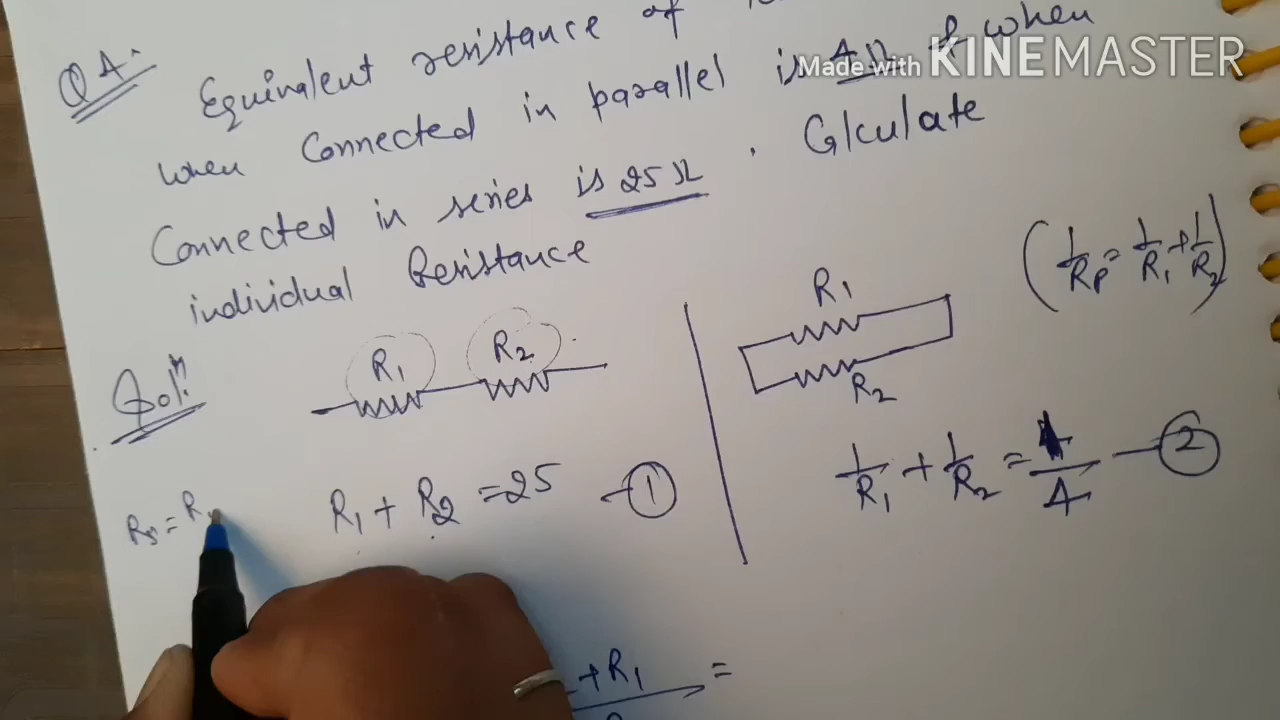 Q 4. Equivalent resistance of
when connected in parallel is 4Ω & when
Connected in series is 25Ω . Calculate
individual Resistance
Solⁿ
R1 R2
R1
R2
(1/Rp = 1/R1 + 1/R2)
R1 + R2 = 25 — 1
1/R1 + 1/R2 = 1/4 — 2
Rs = R
+ R1 =
Made with KINEMASTER